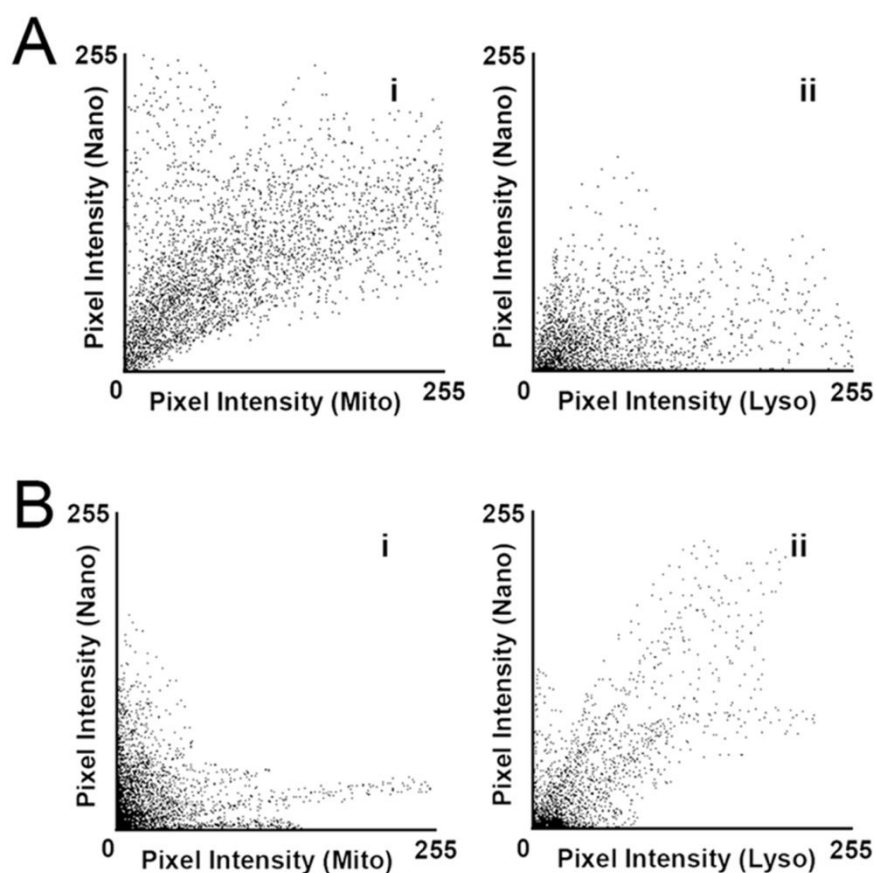 A
255
i
Pixel Intensity (Nano)
0
255
Pixel Intensity (Mito)
255
ii
Pixel Intensity (Nano)
0
255
Pixel Intensity (Lyso)
B
255
i
Pixel Intensity (Nano)
0
255
Pixel Intensity (Mito)
255
ii
Pixel Intensity (Nano)
0
255
Pixel Intensity (Lyso)